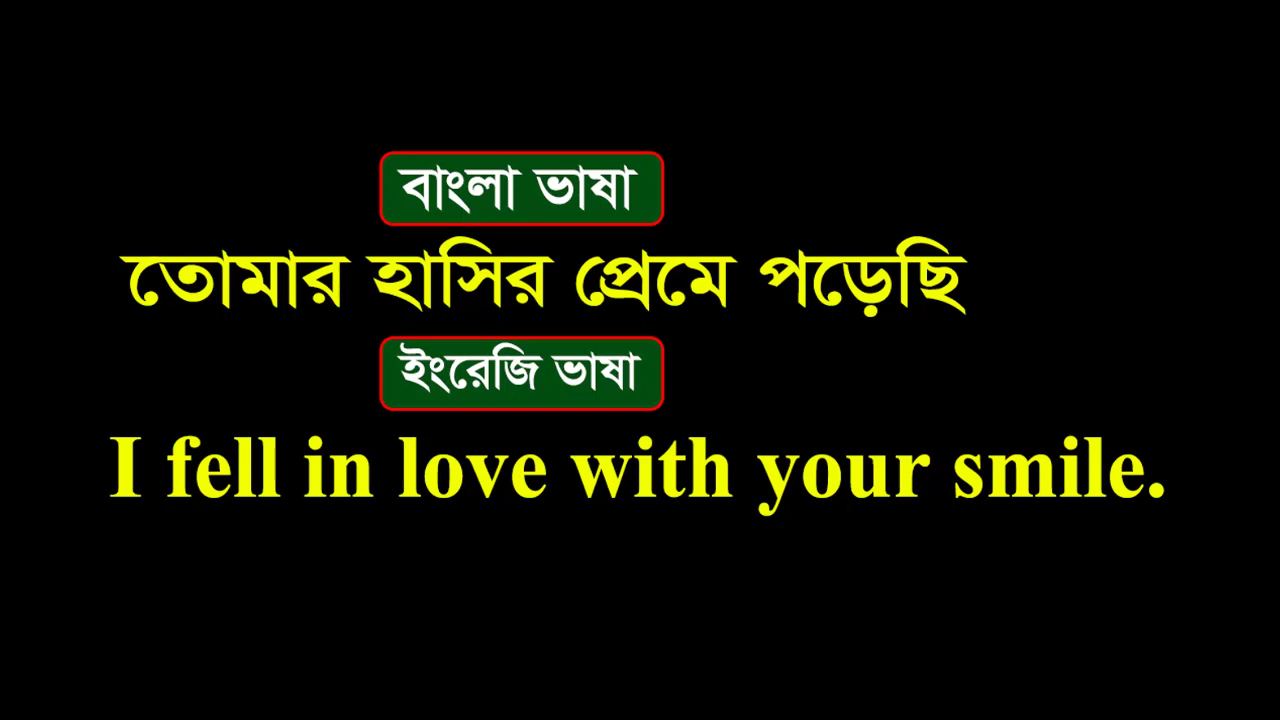 বাংলা ভাষা
তোমার হাসির প্রেমে পড়েছি
ইংরেজি ভাষা
I fell in love with your smile.